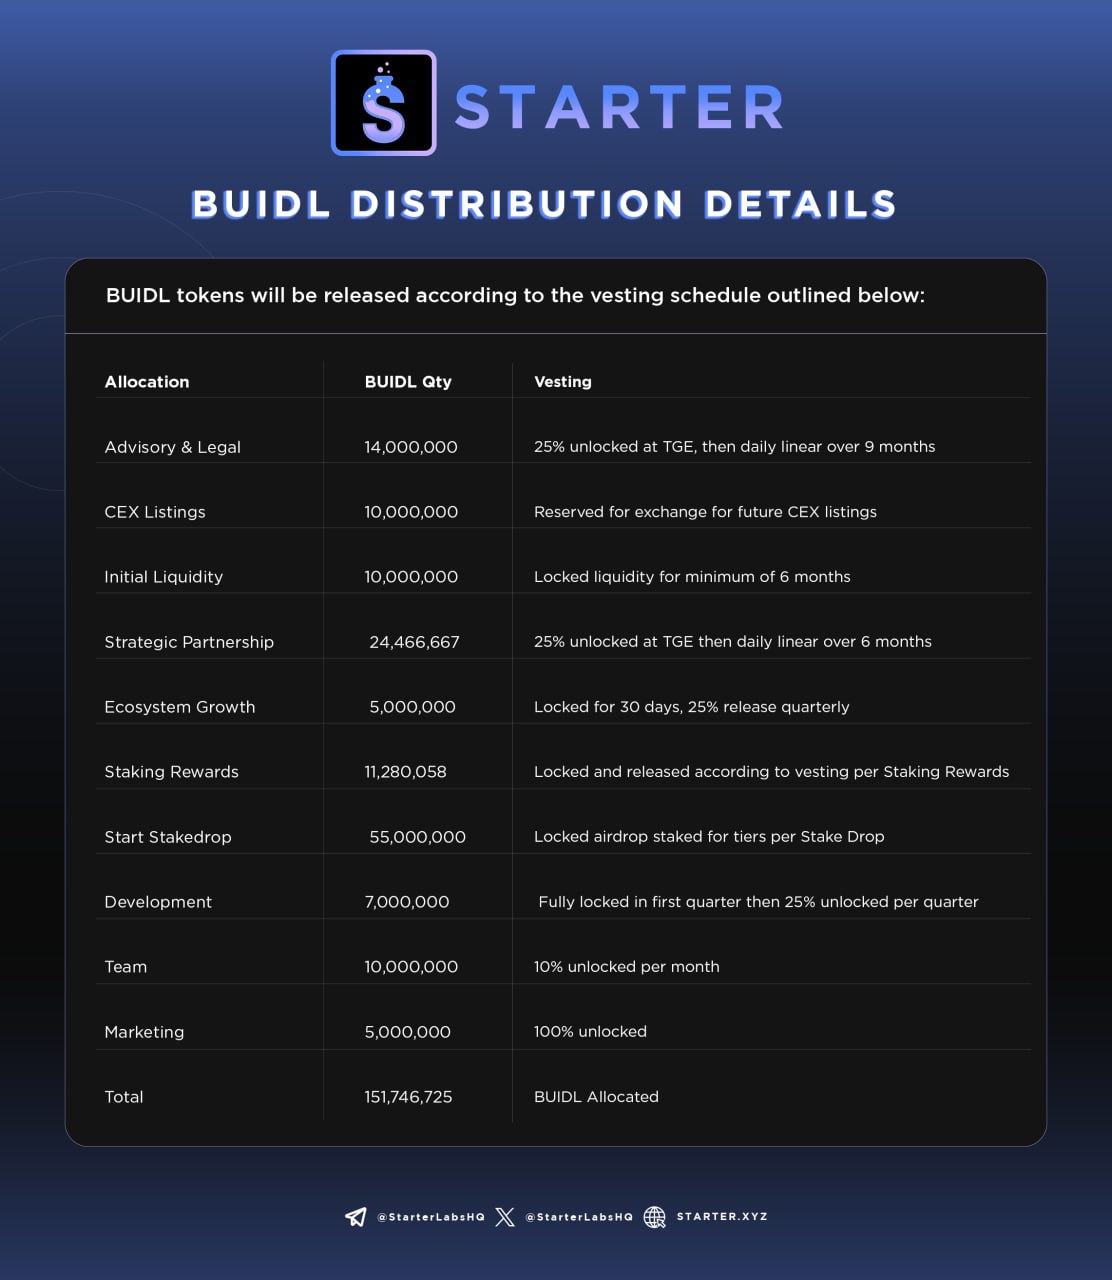 STARTER
BUIDL DISTRIBUTION DETAILS
BUIDL tokens will be released according to the vesting schedule outlined below:
Allocation BUIDL Qty Vesting
Advisory & Legal 14,000,000 25% unlocked at TGE, then daily linear over 9 months
CEX Listings 10,000,000 Reserved for exchange for future CEX listings
Initial Liquidity 10,000,000 Locked liquidity for minimum of 6 months
Strategic Partnership 24,466,667 25% unlocked at TGE then daily linear over 6 months
Ecosystem Growth 5,000,000 Locked for 30 days, 25% release quarterly
Staking Rewards 11,280,058 Locked and released according to vesting per Staking Rewards
Start Stakedrop 55,000,000 Locked airdrop staked for tiers per Stake Drop
Development 7,000,000 Fully locked in first quarter then 25% unlocked per quarter
Team 10,000,000 10% unlocked per month
Marketing 5,000,000 100% unlocked
Total 151,746,725 BUIDL Allocated
@StarterLabsHQ @StarterLabsHQ STARTER.XYZ